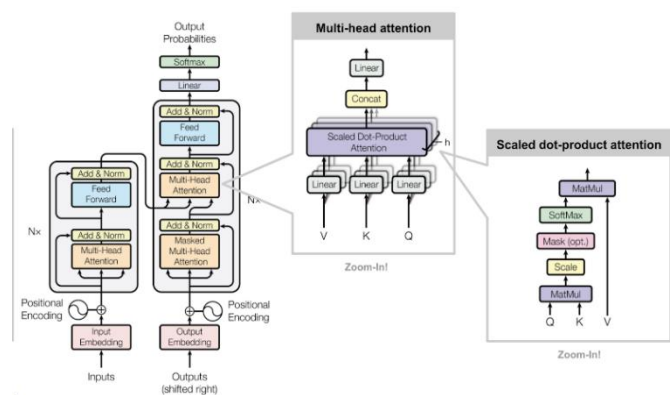 Output
Probabilities
Softmax
Linear
Add & Norm
Feed
Forward
Add & Norm
Multi-Head
Attention
Add & Norm
Masked
Multi-Head
Attention
Nx
Positional
Encoding
Output
Embedding
Outputs
(shifted right)
Add & Norm
Feed
Forward
Add & Norm
Multi-Head
Attention
Nx
Positional
Encoding
Input
Embedding
Inputs
Multi-head attention
Linear
Concat
Scaled Dot-Product
Attention
h
Linear Linear Linear
V K Q
Zoom-In!
Scaled dot-product attention
MatMul
SoftMax
Mask (opt.)
Scale
MatMul
Q K V
Zoom-In!